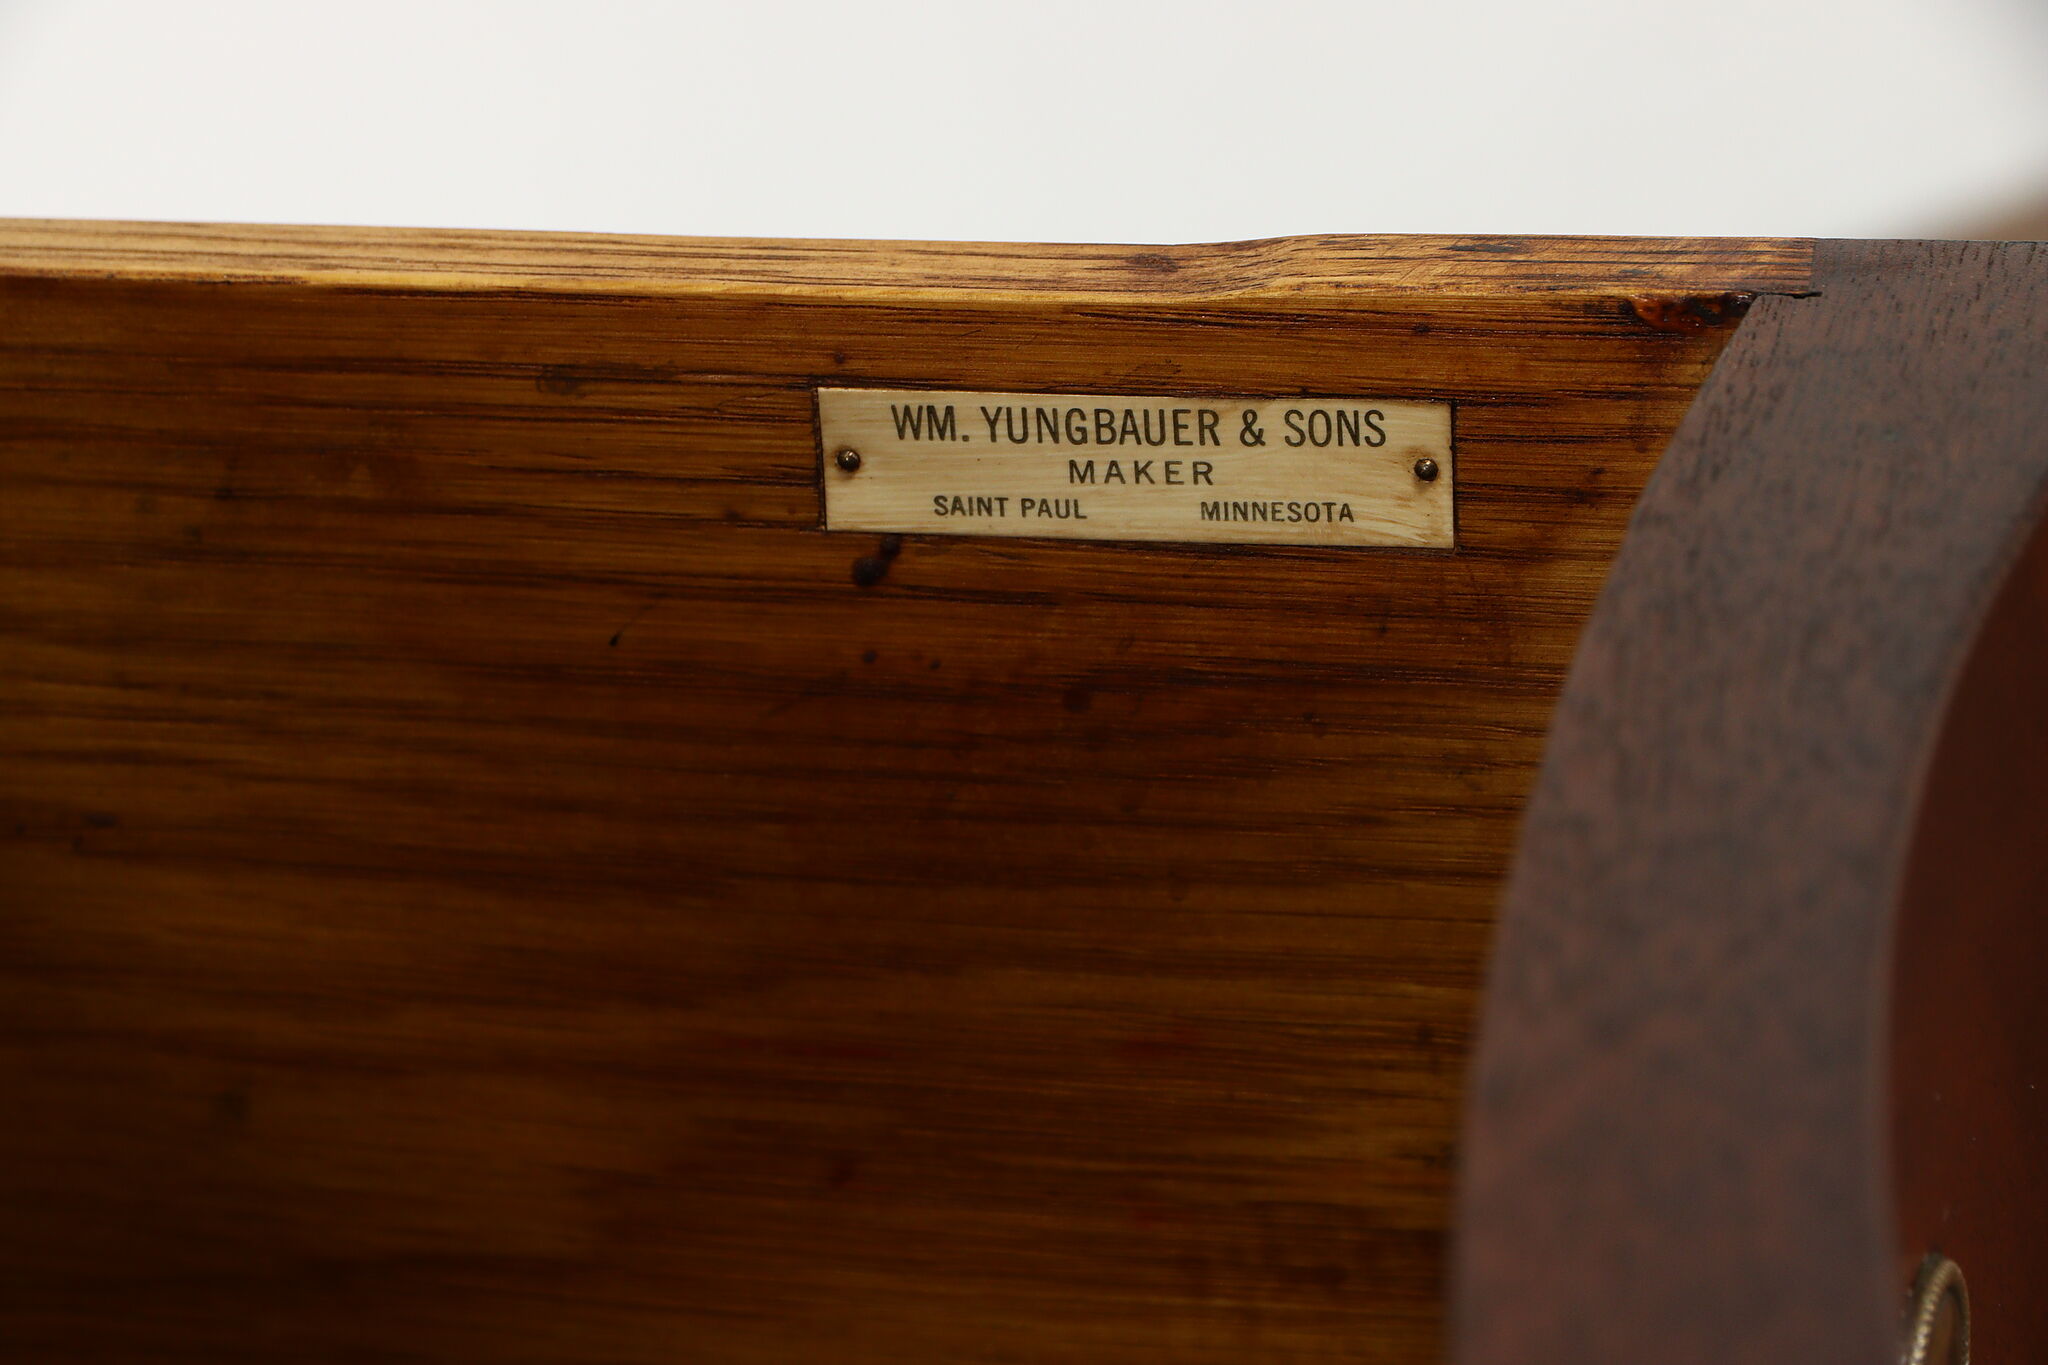 WM. YUNGBAUER & SONS
MAKER
SAINT PAUL MINNESOTA